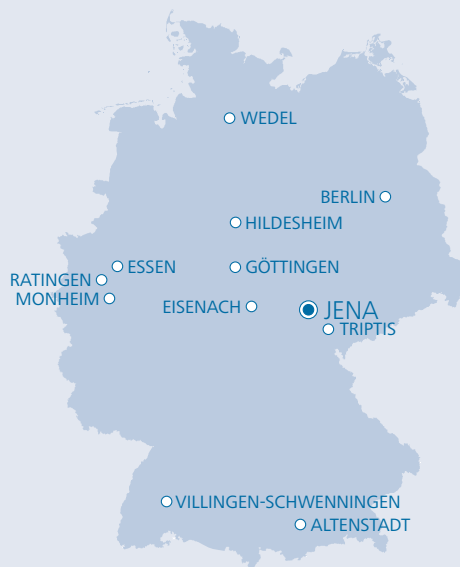 WEDEL
BERLIN
HILDESHEIM
ESSEN
GÖTTINGEN
RATINGEN
MONHEIM
EISENACH
JENA
TRIPTIS
VILLINGEN-SCHWENNINGEN
ALTENSTADT